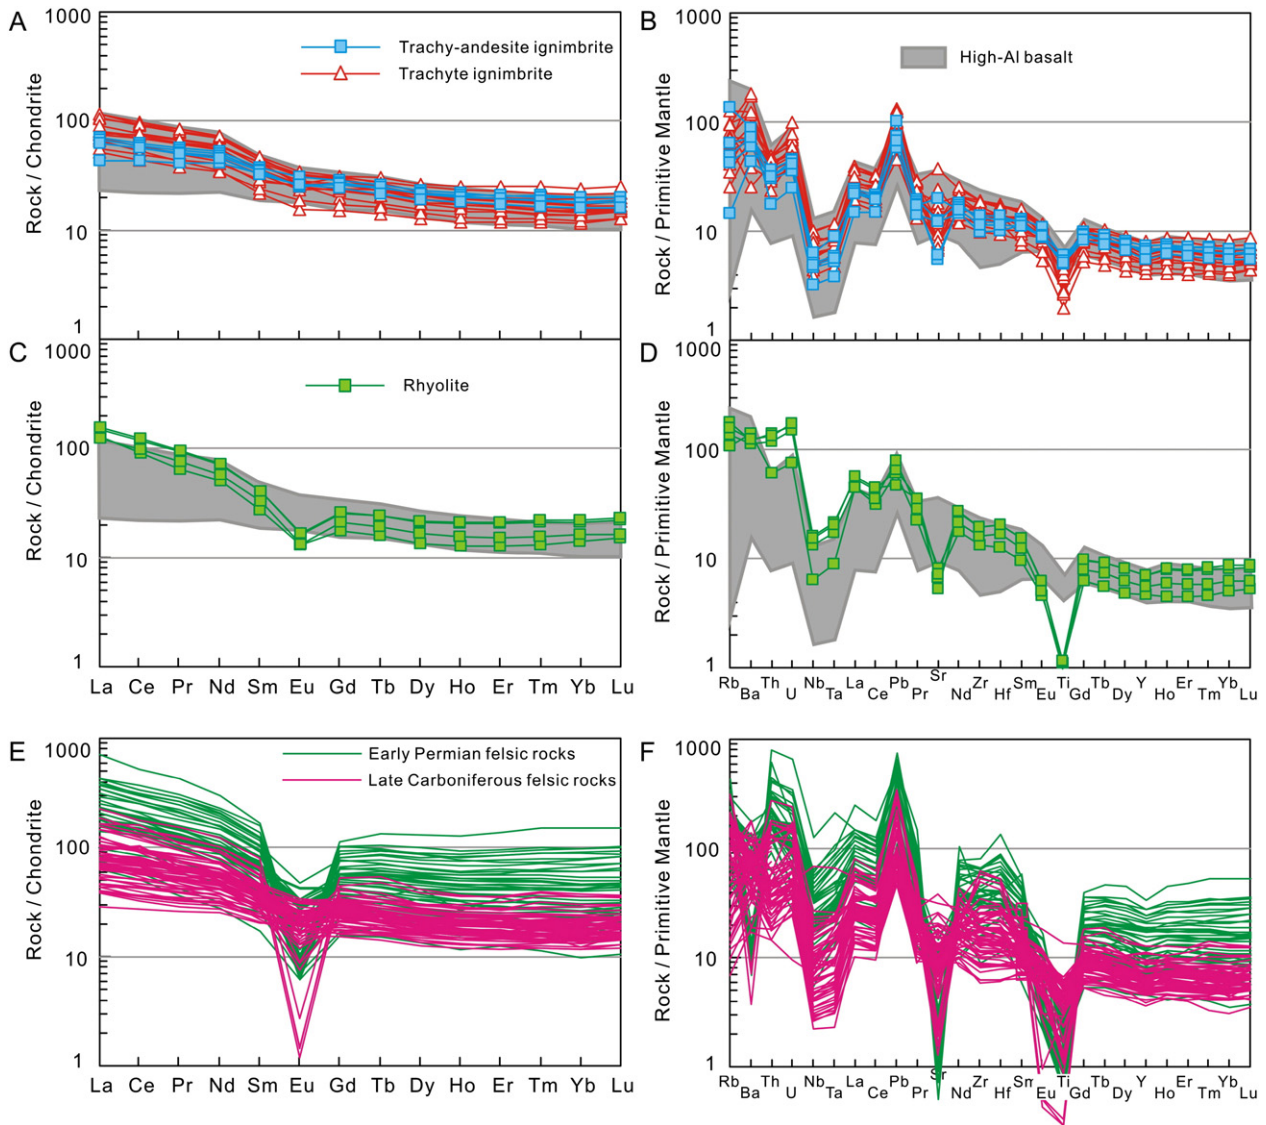 A
1000
100
10
1
Rock / Chondrite
Trachy-andesite ignimbrite
Trachyte ignimbrite
B
1000
100
10
1
Rock / Primitive Mantle
High-Al basalt
C
1000
100
10
1
Rock / Chondrite
Rhyolite
La Ce Pr Nd Sm Eu Gd Tb Dy Ho Er Tm Yb Lu
D
1000
100
10
1
Rock / Primitive Mantle
Rb Ba Th U Nb Ta La Ce Pb Pr Sr Nd Zr Hf Sm Eu Ti Gd Tb Dy Y Ho Er Tm Yb Lu
E
1000
100
10
1
Rock / Chondrite
Early Permian felsic rocks
Late Carboniferous felsic rocks
La Ce Pr Nd Sm Eu Gd Tb Dy Ho Er Tm Yb Lu
F
1000
100
10
1
Rock / Primitive Mantle
Rb Ba Th U Nb Ta La Ce Pb Pr Sr Nd Zr Hf Sm Eu Ti Gd Tb Dy Y Ho Er Tm Yb Lu